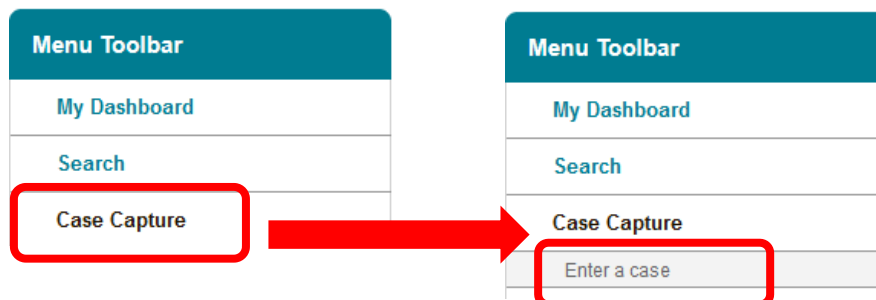 Menu Toolbar
My Dashboard
Search
Case Capture
Menu Toolbar
My Dashboard
Search
Case Capture
Enter a case